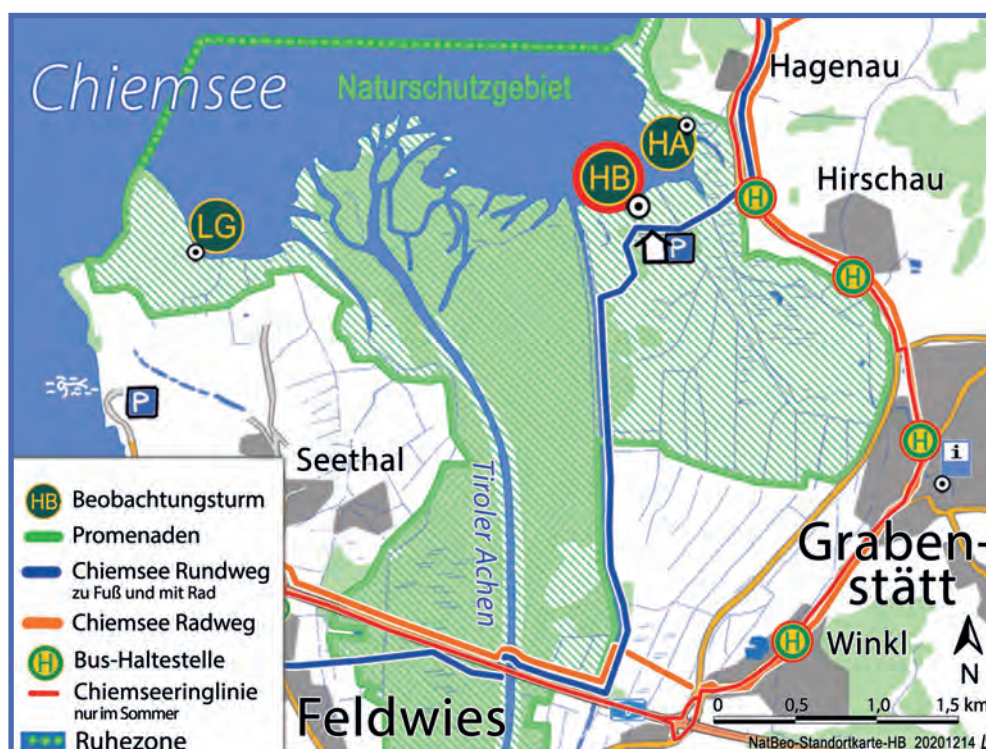 Chiemsee
Naturschutzgebiet
Hagenau
HA
HB
Hirschau
LG
H
P
H
P
H
i
Seethal
Tiroler Achen
Graben-
stätt
H
Winkl
Feldwies
N
0 0,5 1,0 1,5 km
NatBeo-Standortkarte-HB_20201214
HB Beobachtungsturm
Promenaden
Chiemsee Rundweg
zu Fuß und mit Rad
Chiemsee Radweg
H Bus-Haltestelle
Chiemseeringlinie
nur im Sommer
Ruhezone